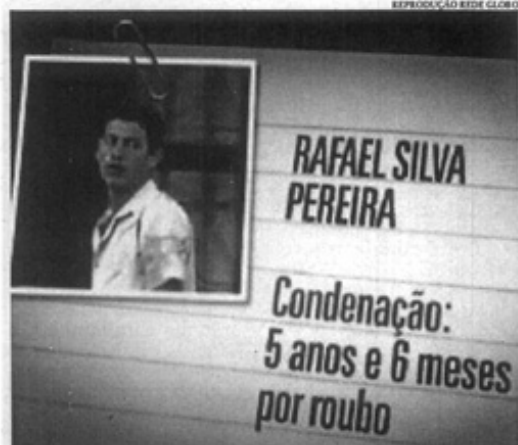 REPRODUÇÃO REDE GLOBO
RAFAEL SILVA
PEREIRA
Condenação:
5 anos e 6 meses
por roubo